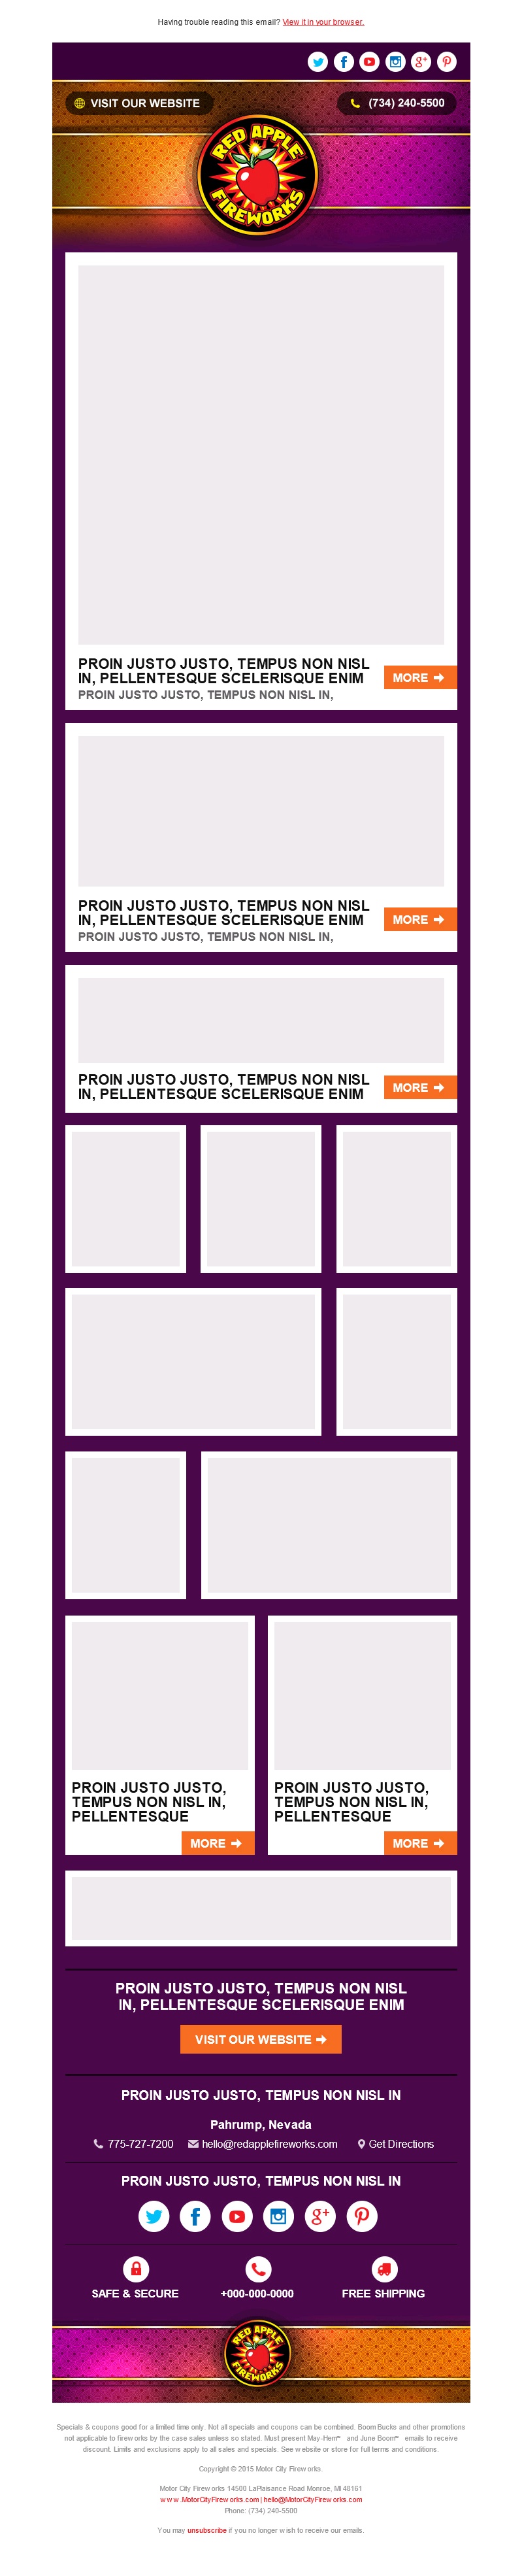 Having trouble reading this email? View it in your browser.
VISIT OUR WEBSITE
(734) 240-5500
RED APPLE
FIREWORKS
PROIN JUSTO JUSTO, TEMPUS NON NISL
IN, PELLENTESQUE SCELERISQUE ENIM
PROIN JUSTO JUSTO, TEMPUS NON NISL IN,
MORE
PROIN JUSTO JUSTO, TEMPUS NON NISL
IN, PELLENTESQUE SCELERISQUE ENIM
PROIN JUSTO JUSTO, TEMPUS NON NISL IN,
MORE
PROIN JUSTO JUSTO, TEMPUS NON NISL
IN, PELLENTESQUE SCELERISQUE ENIM
MORE
PROIN JUSTO JUSTO,
TEMPUS NON NISL IN,
PELLENTESQUE
MORE
PROIN JUSTO JUSTO,
TEMPUS NON NISL IN,
PELLENTESQUE
MORE
PROIN JUSTO JUSTO, TEMPUS NON NISL
IN, PELLENTESQUE SCELERISQUE ENIM
VISIT OUR WEBSITE
PROIN JUSTO JUSTO, TEMPUS NON NISL IN
Pahrump, Nevada
775-727-7200 hello@redapplefireworks.com Get Directions
PROIN JUSTO JUSTO, TEMPUS NON NISL IN
SAFE & SECURE
+000-000-0000
FREE SHIPPING
RED APPLE
FIREWORKS
Specials & coupons good for a limited time only. Not all specials and coupons can be combined. Boom Bucks and other promotions
not applicable to fireworks by the case sales unless so stated. Must present May-Hem℠ and June Boom℠ emails to receive
discount. Limits and exclusions apply to all sales and specials. See website or store for full terms and conditions.
Copyright © 2015 Motor City Fireworks.
Motor City Fireworks 14500 LaPlaisance Road Monroe, MI 48161
www.MotorCityFireworks.com | hello@MotorCityFireworks.com
Phone: (734) 240-5500
You may unsubscribe if you no longer wish to receive our emails.